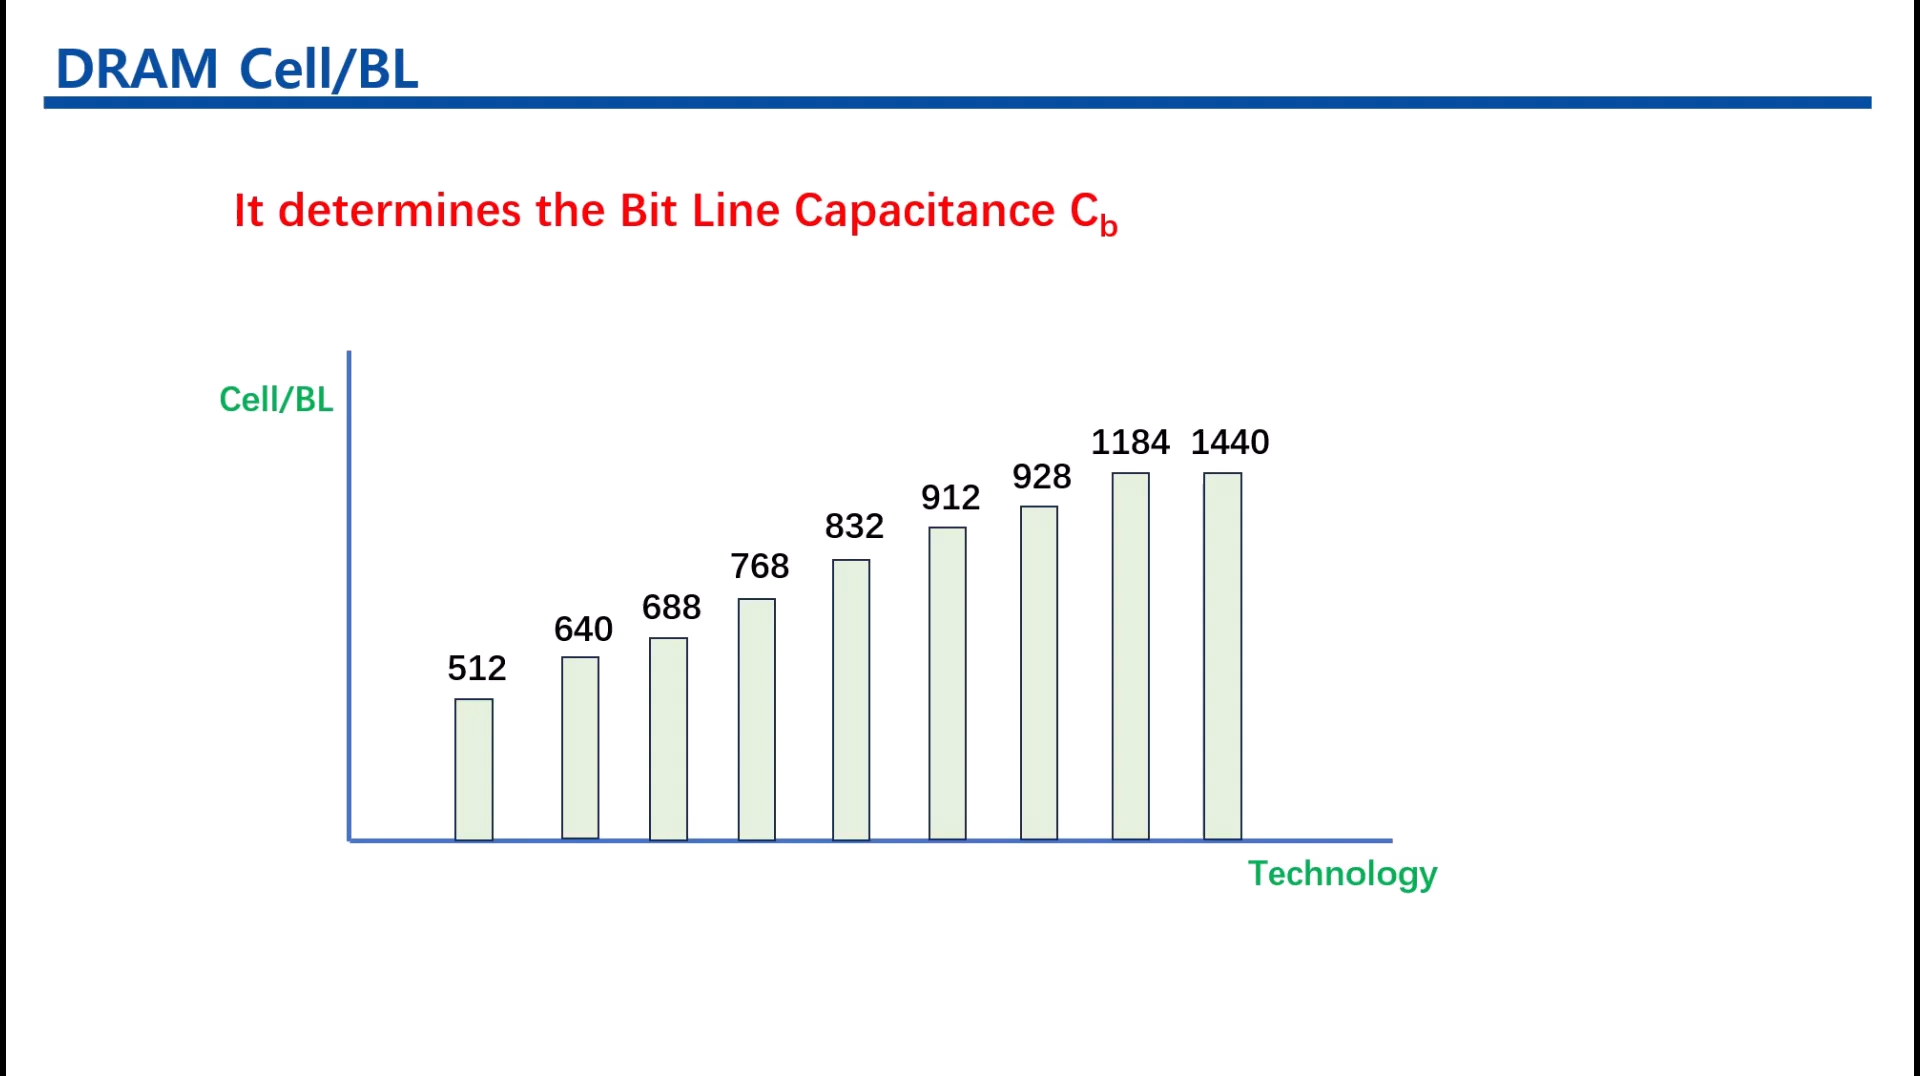 DRAM Cell/BL
It determines the Bit Line Capacitance Cb
Cell/BL
512
640
688
768
832
912
928
1184
1440
Technology